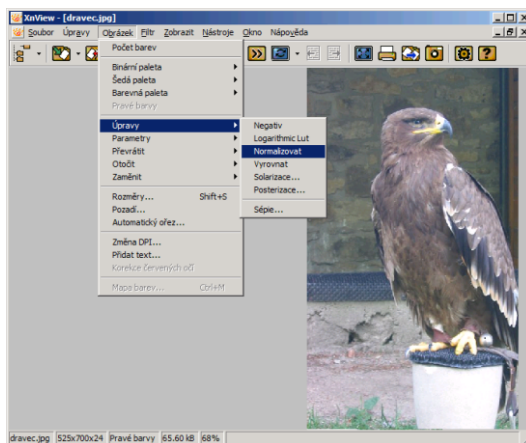 XnView - [dravec.jpg]
Soubor Úpravy Obrázek Filtr Zobrazit Nástroje Okno Nápověda
Počet barev
Binární paleta
Šedá paleta
Barevná paleta
Pravé barvy
Úpravy
Parametry
Převrátit
Otočit
Zaměnit
Rozměry... Shift+S
Pozadí...
Automatický ořez...
Změna DPI...
Přidat text...
Korekce červených očí
Mapa barev... Ctrl+M
Negativ
Logarithmic Lut
Normalizovat
Vyrovnat
Solarizace...
Posterizace...
Sépie...
dravec.jpg 525x700x24 Pravé barvy 65.60 kB 68%